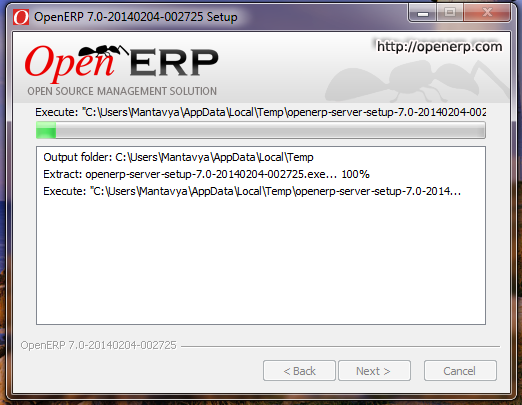 OpenERP 7.0-20140204-002725 Setup
http://openerp.com
Open ERP
OPEN SOURCE MANAGEMENT SOLUTION
Execute: "C:\Users\Mantavya\AppData\Local\Temp\openerp-server-setup-7.0-20140204-002
Output folder: C:\Users\Mantavya\AppData\Local\Temp
Extract: openerp-server-setup-7.0-20140204-002725.exe... 100%
Execute: "C:\Users\Mantavya\AppData\Local\Temp\openerp-server-setup-7.0-2014...
OpenERP 7.0-20140204-002725
< Back
Next >
Cancel